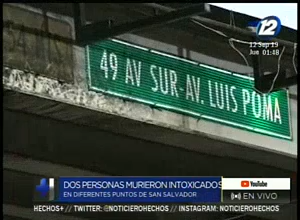 12
12 Sep 19
Jue 01:48
49 AV SUR-AV. LUIS POMA
DOS PERSONAS MURIERON INTOXICADOS
EN DIFERENTES PUNTOS DE SAN SALVADOR
YouTube
EN VIVO
HECHOS+ // TWITTER: @NOTICIEROHECHOS // INSTAGRAM: NOTICIEROHECHOS